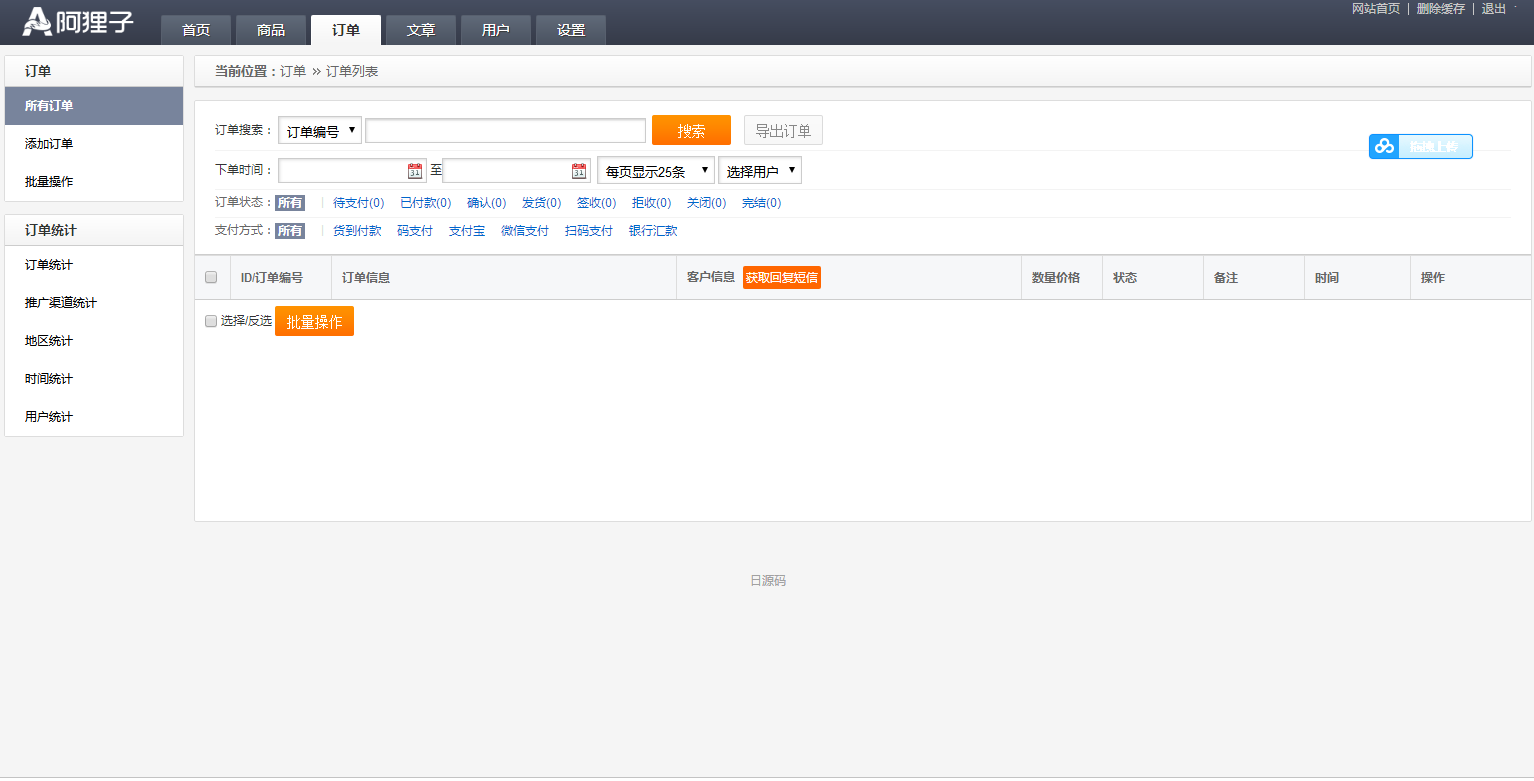 阿狸子
首页 商品 订单 文章 用户 设置
网站首页 | 删除缓存 | 退出
订单
所有订单
添加订单
批量操作
订单统计
订单统计
推广渠道统计
地区统计
时间统计
用户统计
当前位置：订单 » 订单列表
订单搜索： 订单编号 搜索 导出订单
拖拽上传
下单时间： 31 至 31 每页显示25条 选择用户
订单状态： 所有 | 待支付(0) 已付款(0) 确认(0) 发货(0) 签收(0) 拒收(0) 关闭(0) 完结(0)
支付方式： 所有 | 货到付款 码支付 支付宝 微信支付 扫码支付 银行汇款
ID/订单编号 订单信息 客户信息 获取回复短信 数量价格 状态 备注 时间 操作
选择/反选 批量操作
日源码